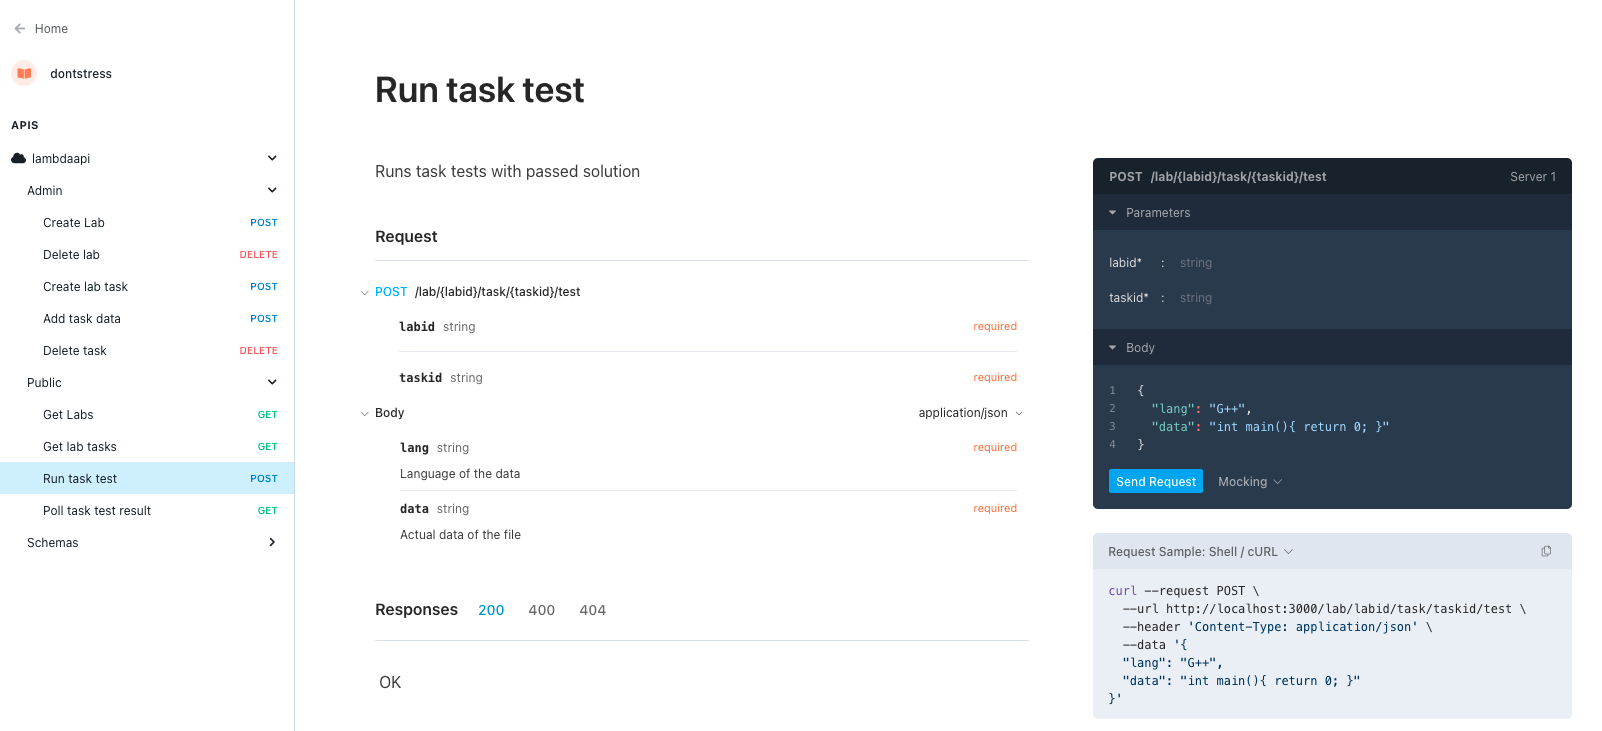 Home
dontstress
APIS
lambdaapi
Admin
Create Lab POST
Delete lab DELETE
Create lab task POST
Add task data POST
Delete task DELETE
Public
Get Labs GET
Get lab tasks GET
Run task test POST
Poll task test result GET
Schemas
Run task test
Runs task tests with passed solution
Request
POST /lab/{labid}/task/{taskid}/test
labid string required
taskid string required
Body application/json
lang string required
Language of the data
data string required
Actual data of the file
Responses 200 400 404
OK
POST /lab/{labid}/task/{taskid}/test Server 1
Parameters
labid* : string
taskid* : string
Body
1 {
2 "lang": "G++",
3 "data": "int main(){ return 0; }"
4 }
Send Request Mocking
Request Sample: Shell / cURL
curl --request POST \
--url http://localhost:3000/lab/labid/task/taskid/test \
--header 'Content-Type: application/json' \
--data '{
"lang": "G++",
"data": "int main(){ return 0; }"
}'